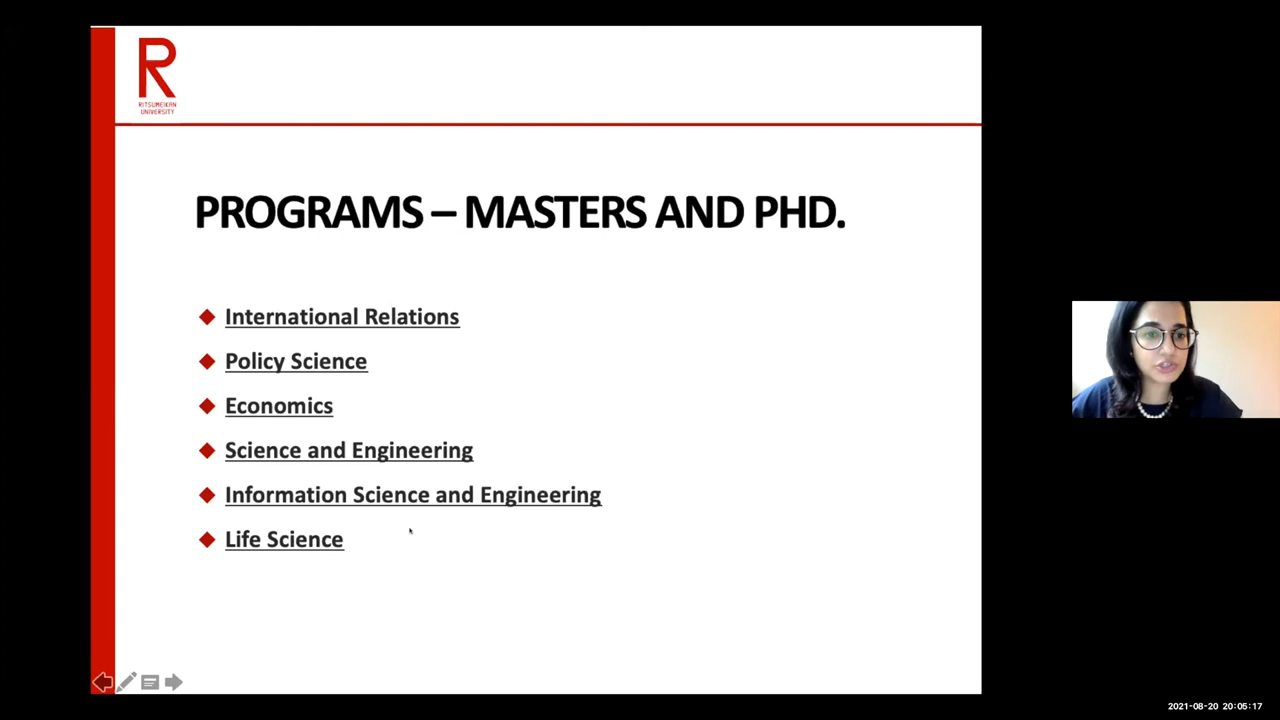 R
RITSUMEIKAN
UNIVERSITY
PROGRAMS – MASTERS AND PHD.
International Relations
Policy Science
Economics
Science and Engineering
Information Science and Engineering
Life Science
2021-08-20 20:05:17